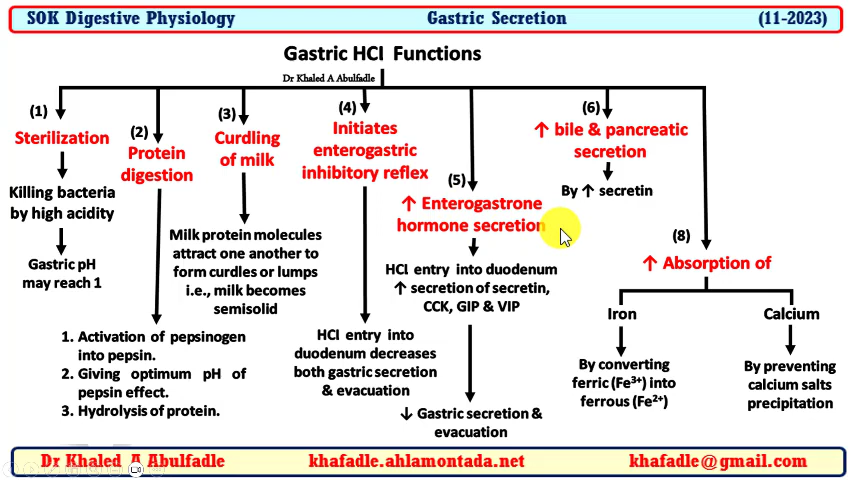 SOK Digestive Physiology Gastric Secretion (11-2023)
Gastric HCl Functions
Dr Khaled A Abulfadle
(1)
Sterilization
Killing bacteria
by high acidity
Gastric pH
may reach 1
(2)
Protein
digestion
1. Activation of pepsinogen
into pepsin.
2. Giving optimum pH of
pepsin effect.
3. Hydrolysis of protein.
(3)
Curdling
of milk
Milk protein molecules
attract one another to
form curdles or lumps
i.e., milk becomes
semisolid
(4)
Initiates
enterogastric
inhibitory reflex
HCl entry into
duodenum decreases
both gastric secretion
& evacuation
(5)
↑ Enterogastrone
hormone secretion
HCl entry into duodenum
↑ secretion of secretin,
CCK, GIP & VIP
↓ Gastric secretion &
evacuation
(6)
↑ bile & pancreatic
secretion
By ↑ secretin
(8)
↑ Absorption of
Iron
By converting
ferric (Fe³⁺) into
ferrous (Fe²⁺)
Calcium
By preventing
calcium salts
precipitation
Dr Khaled A Abulfadle khafadle.ahlamontada.net khafadle@gmail.com